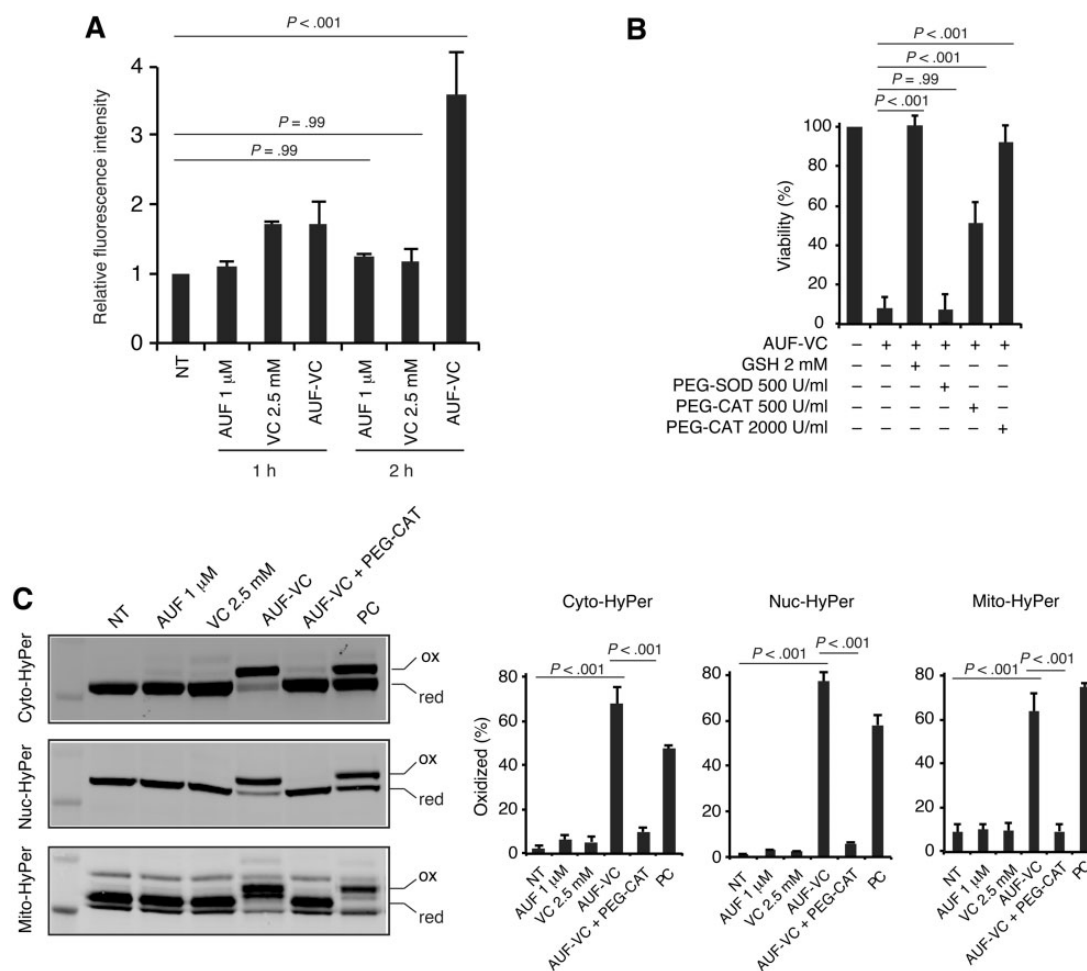 A
P < .001
P = .99
P = .99
Relative fluorescence intensity
4
3
2
1
0
NT
AUF 1 µM
VC 2.5 mM
AUF-VC
AUF 1 µM
VC 2.5 mM
AUF-VC
1 h
2 h
B
P < .001
P < .001
P = .99
P < .001
Viability (%)
100
80
60
40
20
0
AUF-VC – + + + + +
GSH 2 mM – – + – – –
PEG-SOD 500 U/ml – – – + – –
PEG-CAT 500 U/ml – – – – + –
PEG-CAT 2000 U/ml – – – – – +
C
NT
AUF 1 µM
VC 2.5 mM
AUF-VC
AUF-VC + PEG-CAT
PC
Cyto-HyPer
ox
red
Nuc-HyPer
ox
red
Mito-HyPer
ox
red
Cyto-HyPer
P < .001
P < .001
Oxidized (%)
80
60
40
20
0
NT
AUF 1 µM
VC 2.5 mM
AUF-VC
AUF-VC + PEG-CAT
PC
Nuc-HyPer
P < .001
P < .001
80
60
40
20
0
NT
AUF 1 µM
VC 2.5 mM
AUF-VC
AUF-VC + PEG-CAT
PC
Mito-HyPer
P < .001
P < .001
80
60
40
20
0
NT
AUF 1 µM
VC 2.5 mM
AUF-VC
AUF-VC + PEG-CAT
PC